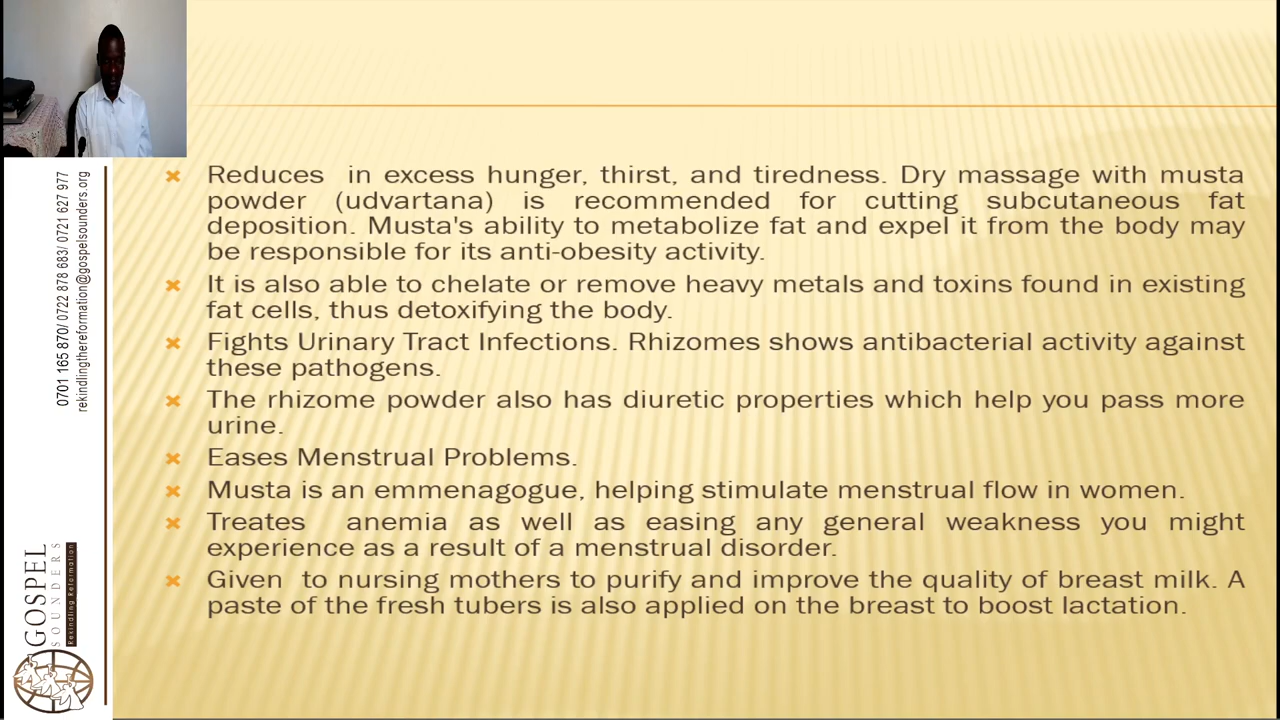 Reduces in excess hunger, thirst, and tiredness. Dry massage with musta
powder (udvartana) is recommended for cutting subcutaneous fat
deposition. Musta's ability to metabolize fat and expel it from the body may
be responsible for its anti-obesity activity.
It is also able to chelate or remove heavy metals and toxins found in existing
fat cells, thus detoxifying the body.
Fights Urinary Tract Infections. Rhizomes shows antibacterial activity against
these pathogens.
The rhizome powder also has diuretic properties which help you pass more
urine.
Eases Menstrual Problems.
Musta is an emmenagogue, helping stimulate menstrual flow in women.
Treats anemia as well as easing any general weakness you might
experience as a result of a menstrual disorder.
Given to nursing mothers to purify and improve the quality of breast milk. A
paste of the fresh tubers is also applied on the breast to boost lactation.
0701 165 870/ 0722 878 683/ 0721 627 977
rekindlingthereformation@gospelsounders.org
GOSPEL
SOUNDERS
Rekindling Reformation